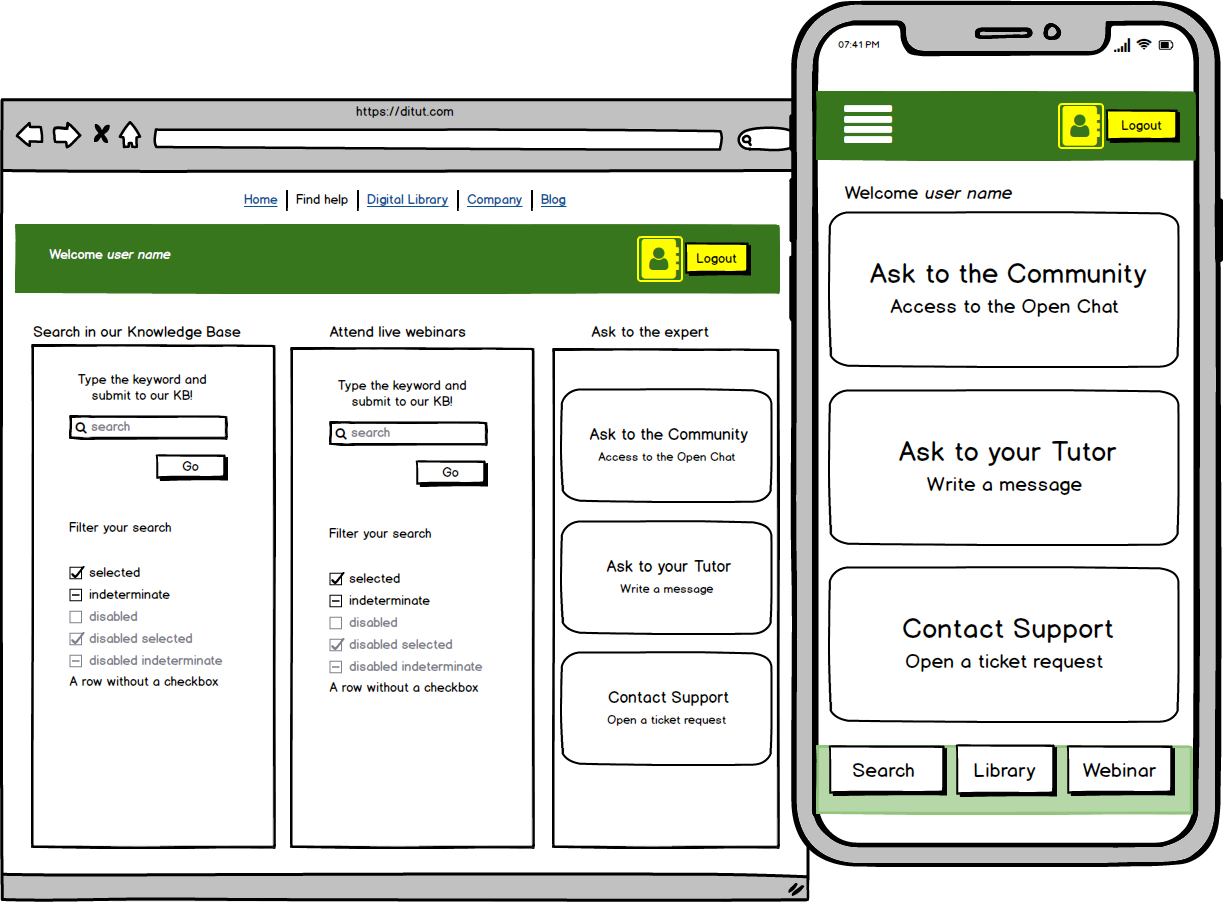 https://ditut.com
Home
Find help
Digital Library
Company
Blog
Welcome user name
Logout
Search in our Knowledge Base
Type the keyword and
submit to our KB!
search
Go
Filter your search
selected
indeterminate
disabled
disabled selected
disabled indeterminate
A row without a checkbox
Attend live webinars
Type the keyword and
submit to our KB!
search
Go
Filter your search
selected
indeterminate
disabled
disabled selected
disabled indeterminate
A row without a checkbox
Ask to the expert
Ask to the Community
Access to the Open Chat
Ask to your Tutor
Write a message
Contact Support
Open a ticket request
07:41 PM
Logout
Welcome user name
Ask to the Community
Access to the Open Chat
Ask to your Tutor
Write a message
Contact Support
Open a ticket request
Search
Library
Webinar